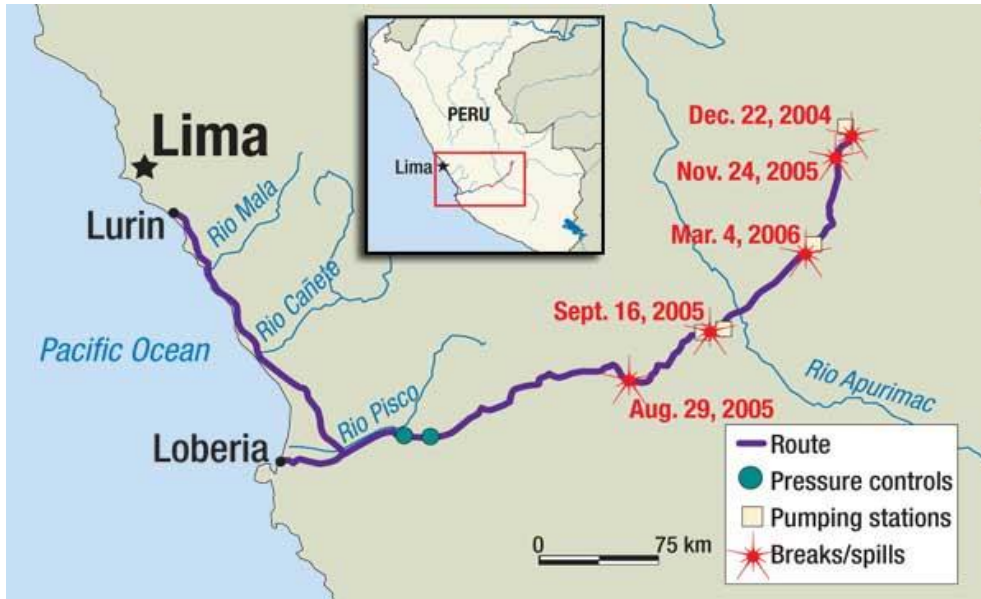 Lima
Lurin
Rio Mala
Rio Cañete
Pacific Ocean
Rio Pisco
Loberia
PERU
Lima
Dec. 22, 2004
Nov. 24, 2005
Mar. 4, 2006
Sept. 16, 2005
Aug. 29, 2005
Rio Apurimac
Route
Pressure controls
Pumping stations
Breaks/spills
0 75 km